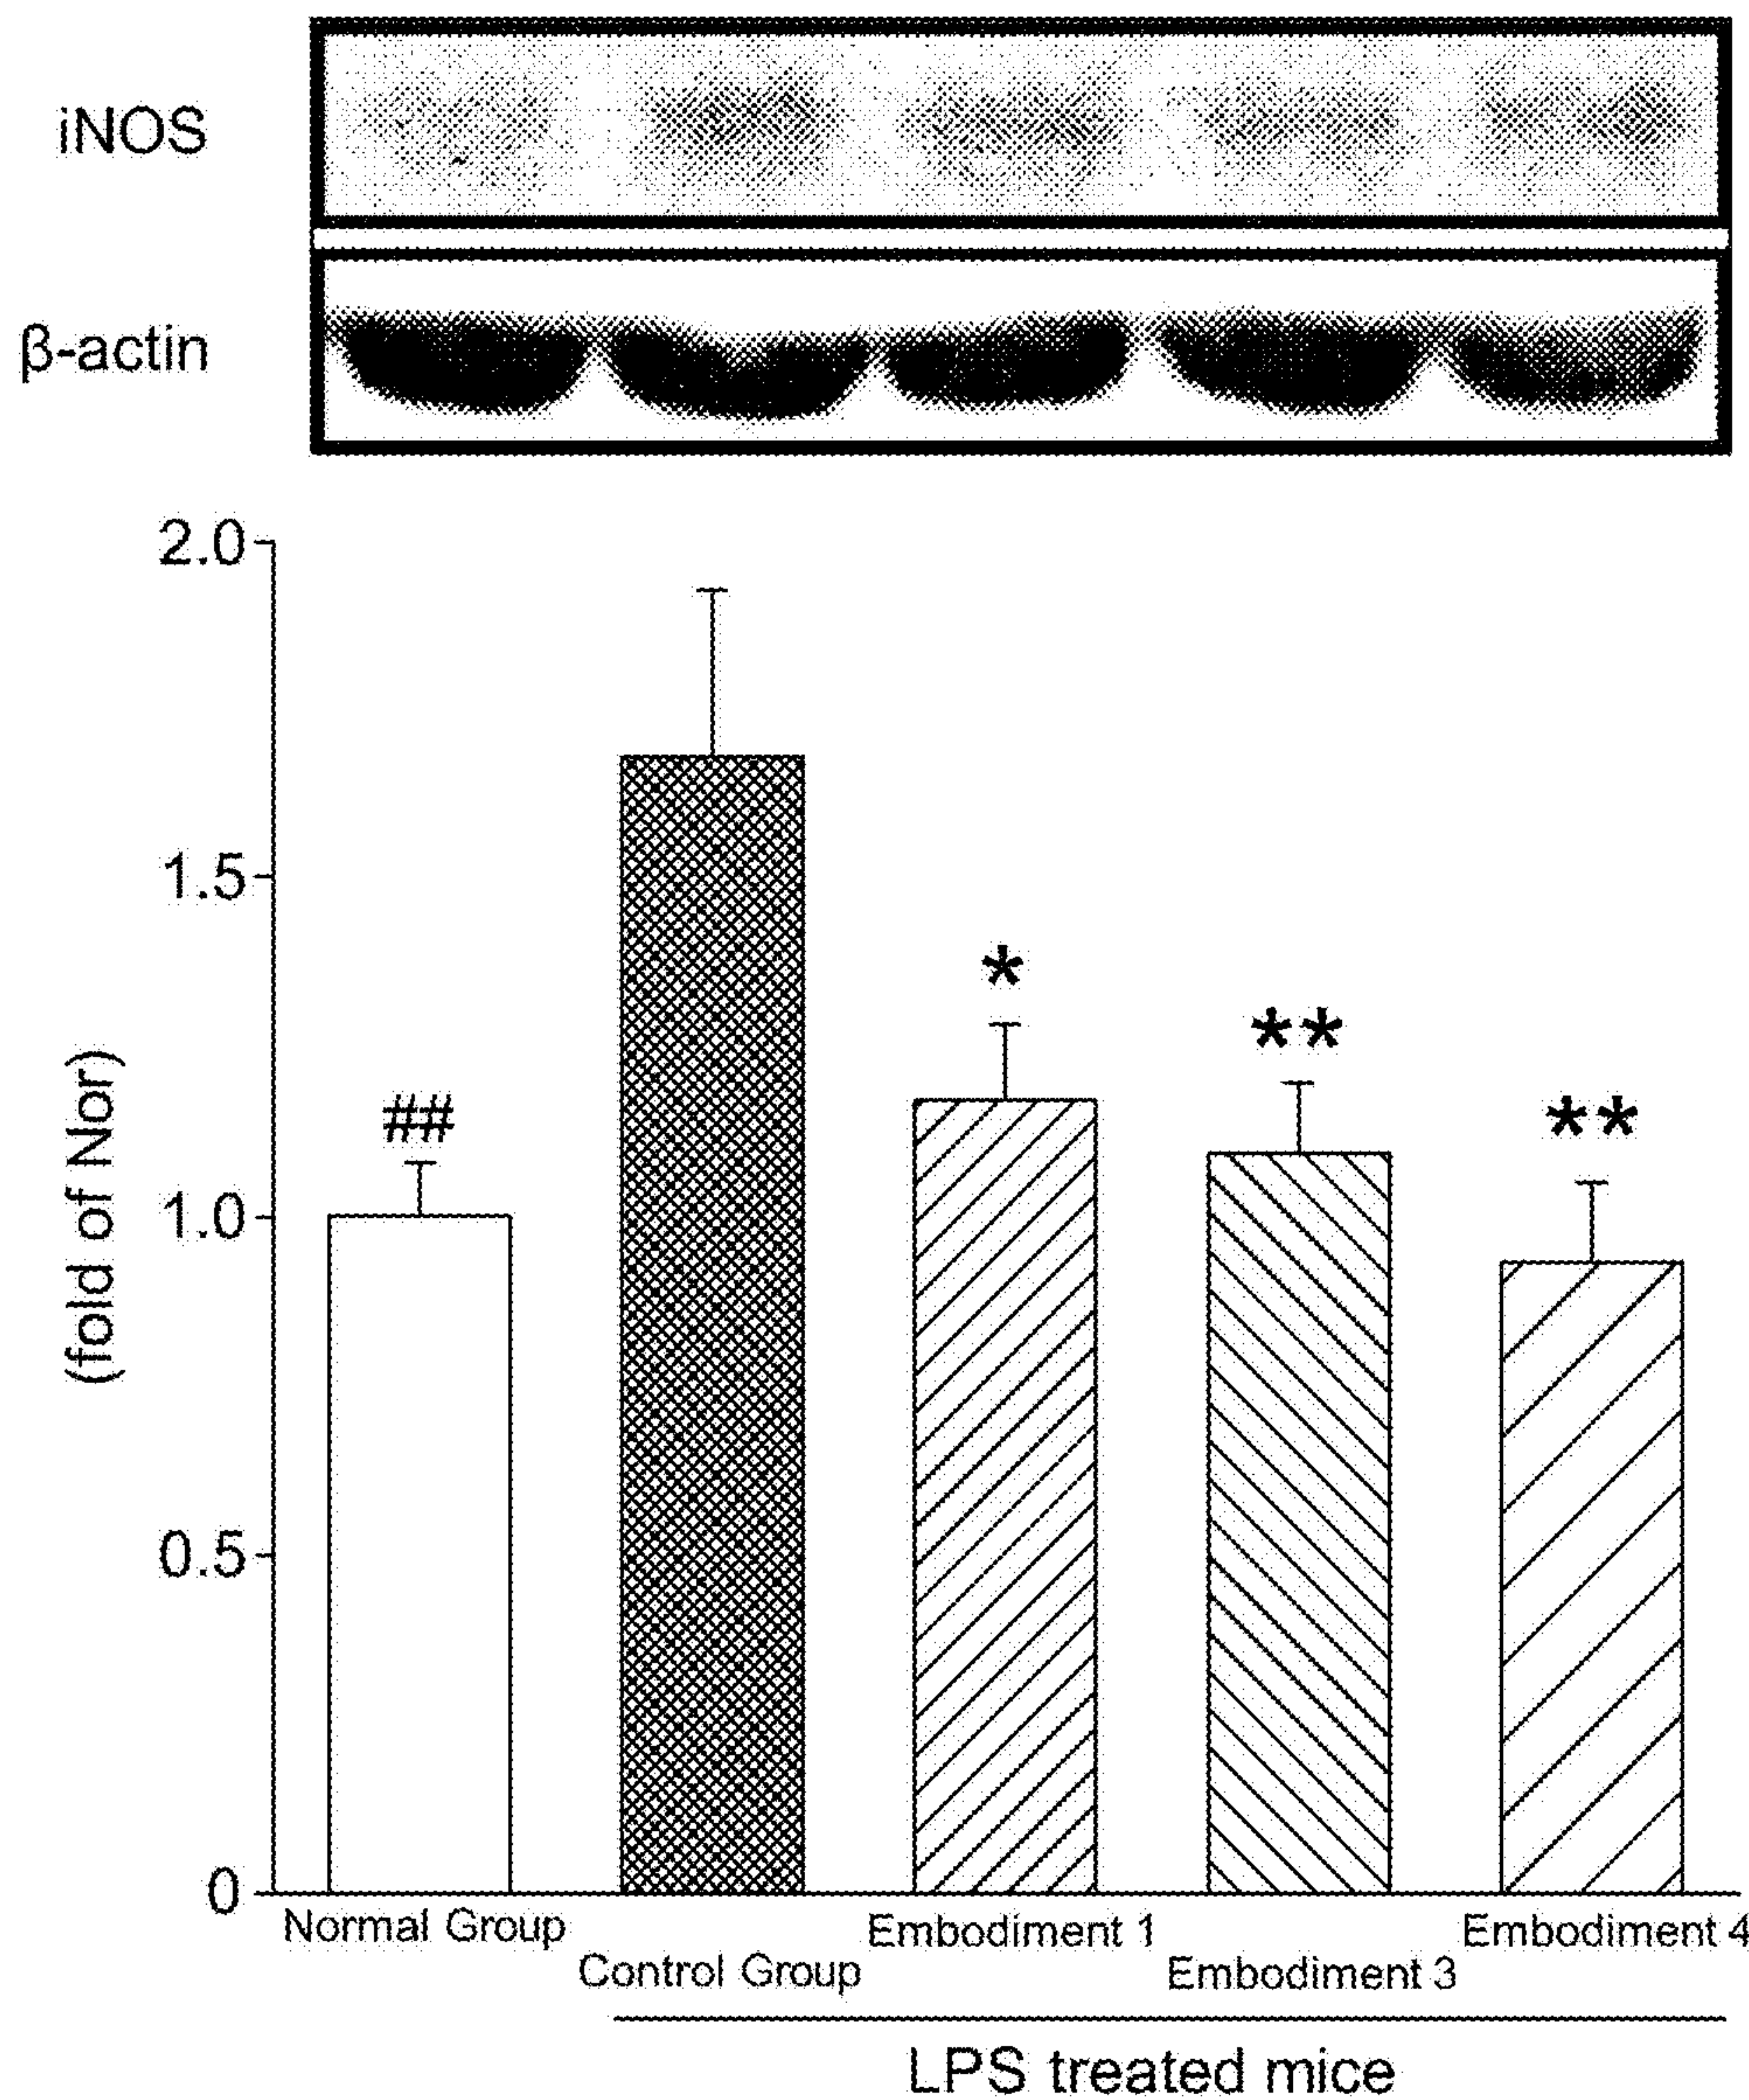 iNOS
β-actin
2.0
1.5
1.0
0.5
0
(fold of Nor)
##
*
**
**
Normal Group
Control Group
Embodiment 1
Embodiment 3
Embodiment 4
LPS treated mice